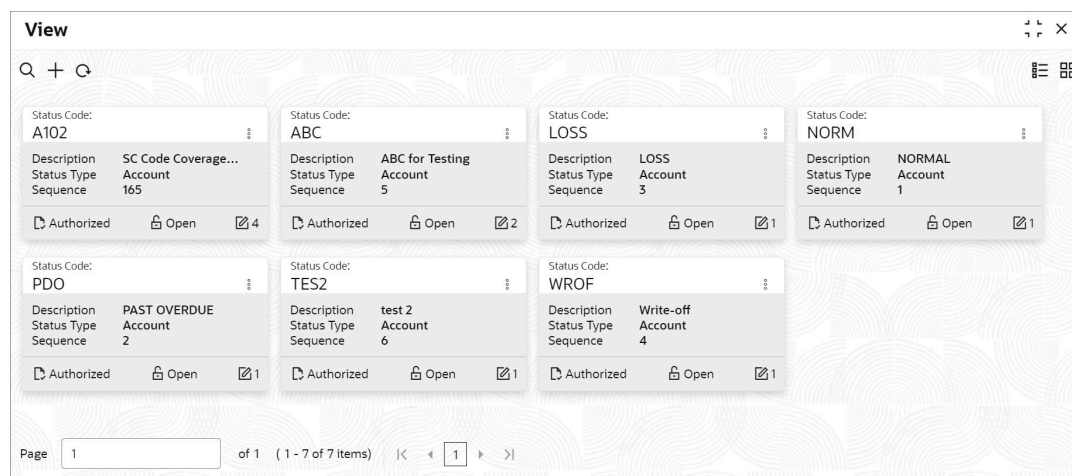 View
Status Code:
A102
Description SC Code Coverage...
Status Type Account
Sequence 165
Authorized Open 4
Status Code:
ABC
Description ABC for Testing
Status Type Account
Sequence 5
Authorized Open 2
Status Code:
LOSS
Description LOSS
Status Type Account
Sequence 3
Authorized Open 1
Status Code:
NORM
Description NORMAL
Status Type Account
Sequence 1
Authorized Open 1
Status Code:
PDO
Description PAST OVERDUE
Status Type Account
Sequence 2
Authorized Open 1
Status Code:
TES2
Description test 2
Status Type Account
Sequence 6
Authorized Open 1
Status Code:
WROF
Description Write-off
Status Type Account
Sequence 4
Authorized Open 1
Page 1 of 1 ( 1 - 7 of 7 items) 1